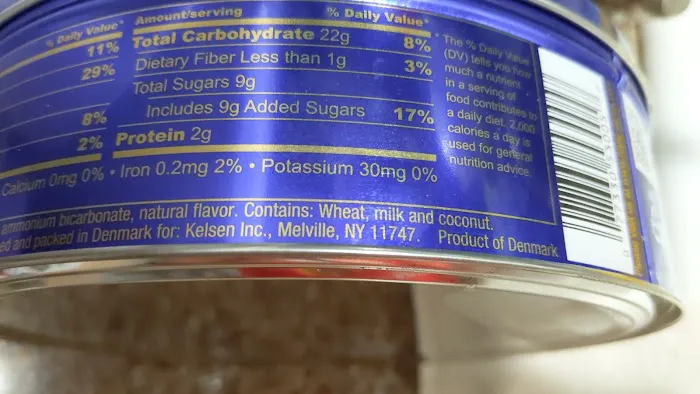 % Daily Value*
11%
29%
8%
2%
Amount/serving % Daily Value*
Total Carbohydrate 22g 8%
Dietary Fiber Less than 1g 3%
Total Sugars 9g
Includes 9g Added Sugars 17%
Protein 2g
Calcium 0mg 0% • Iron 0.2mg 2% • Potassium 30mg 0%
* The % Daily Value
(DV) tells you how
much a nutrient
in a serving of
food contributes to
a daily diet. 2,000
calories a day is
used for general
nutrition advice.
ammonium bicarbonate, natural flavor. Contains: Wheat, milk and coconut.
ed and packed in Denmark for: Kelsen Inc., Melville, NY 11747. Product of Denmark